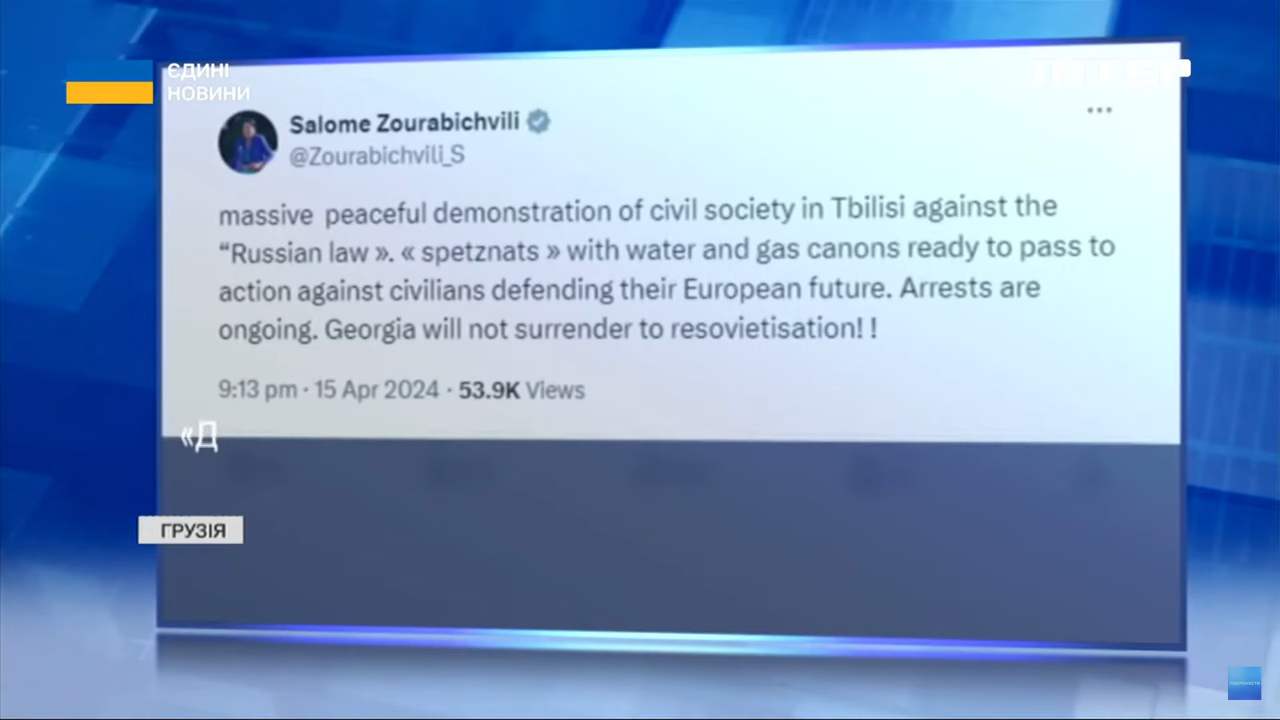 ЄДИНІ
НОВИНИ
ІНТЕР
Salome Zourabichvili
@Zourabichvili_S
massive peaceful demonstration of civil society in Tbilisi against the
“Russian law ». « spetznats » with water and gas canons ready to pass to
action against civilians defending their European future. Arrests are
ongoing. Georgia will not surrender to resovietisation! !
9:13 pm · 15 Apr 2024 · 53.9K Views
«Д
ГРУЗІЯ